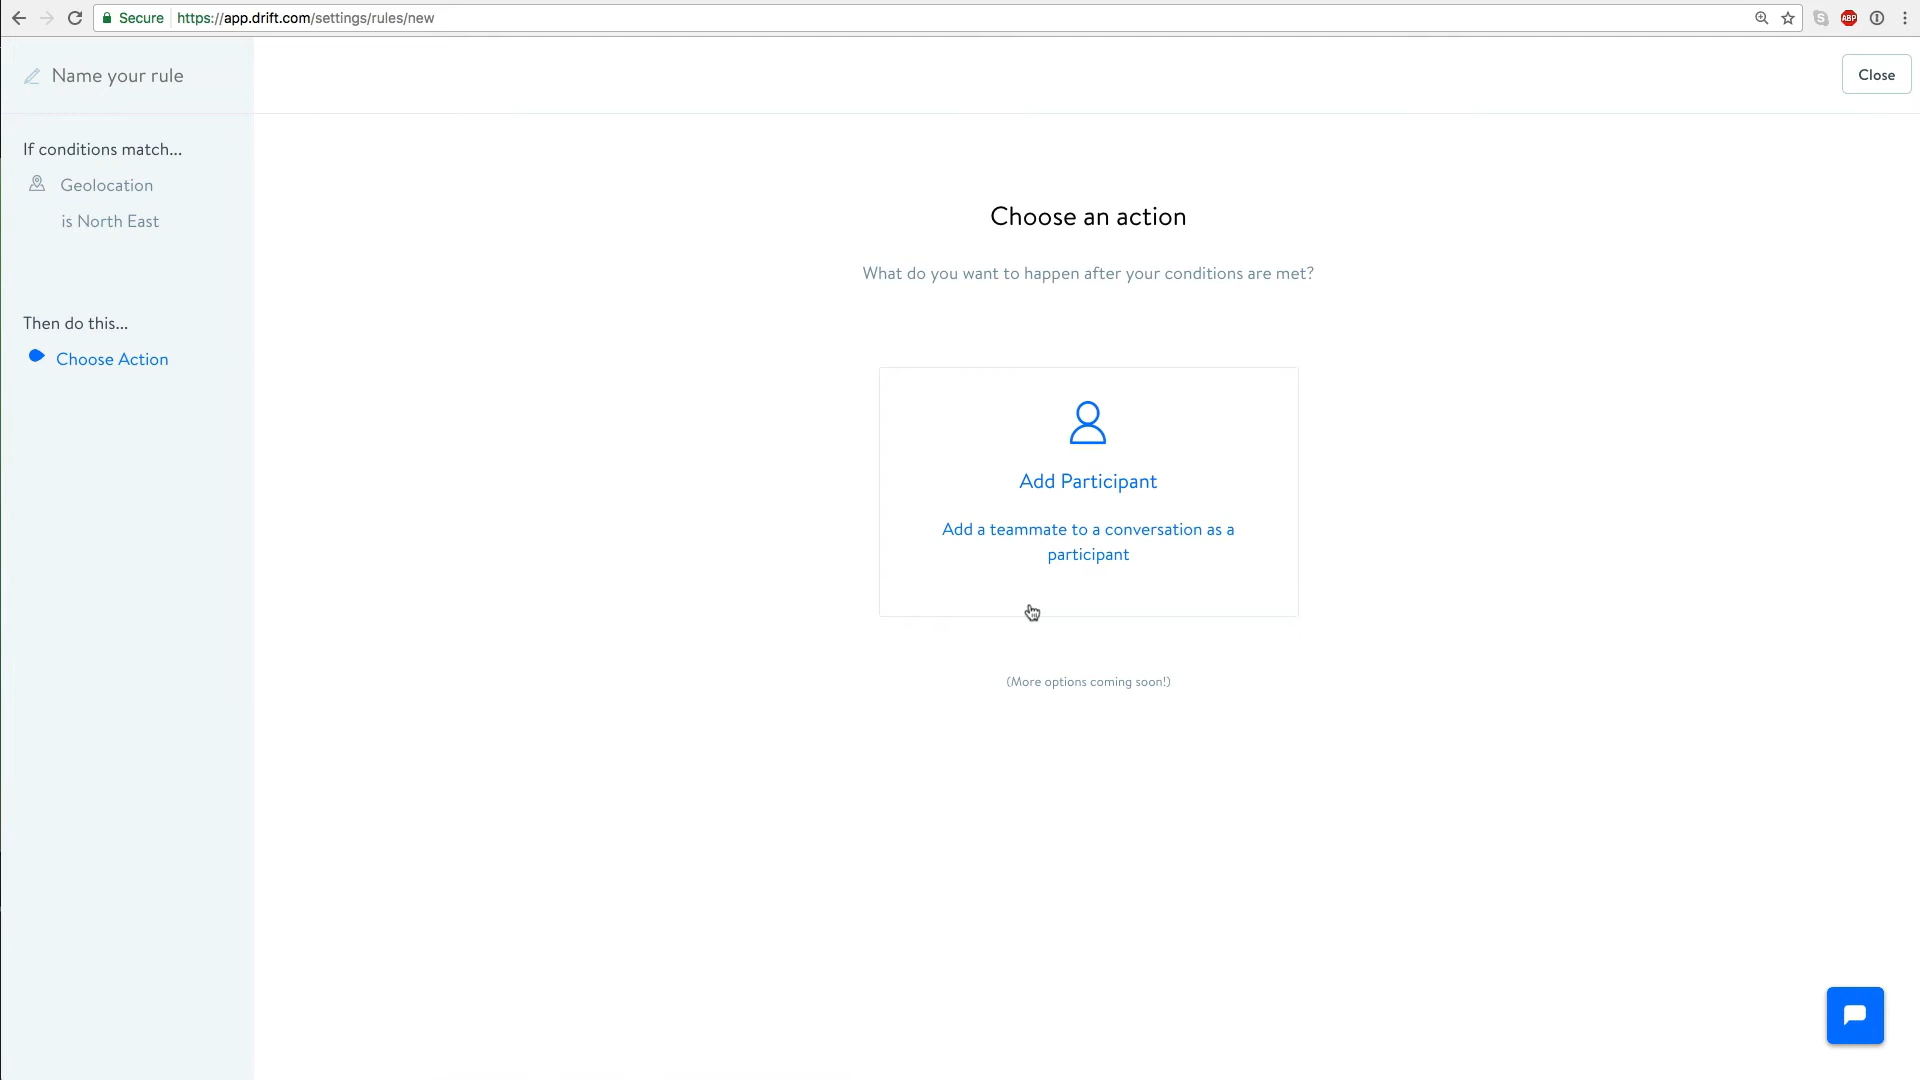 Secure https://app.drift.com/settings/rules/new
ABP
Name your rule
Close
If conditions match...
Geolocation
is North East
Then do this...
Choose Action
Choose an action
What do you want to happen after your conditions are met?
Add Participant
Add a teammate to a conversation as a
participant
(More options coming soon!)